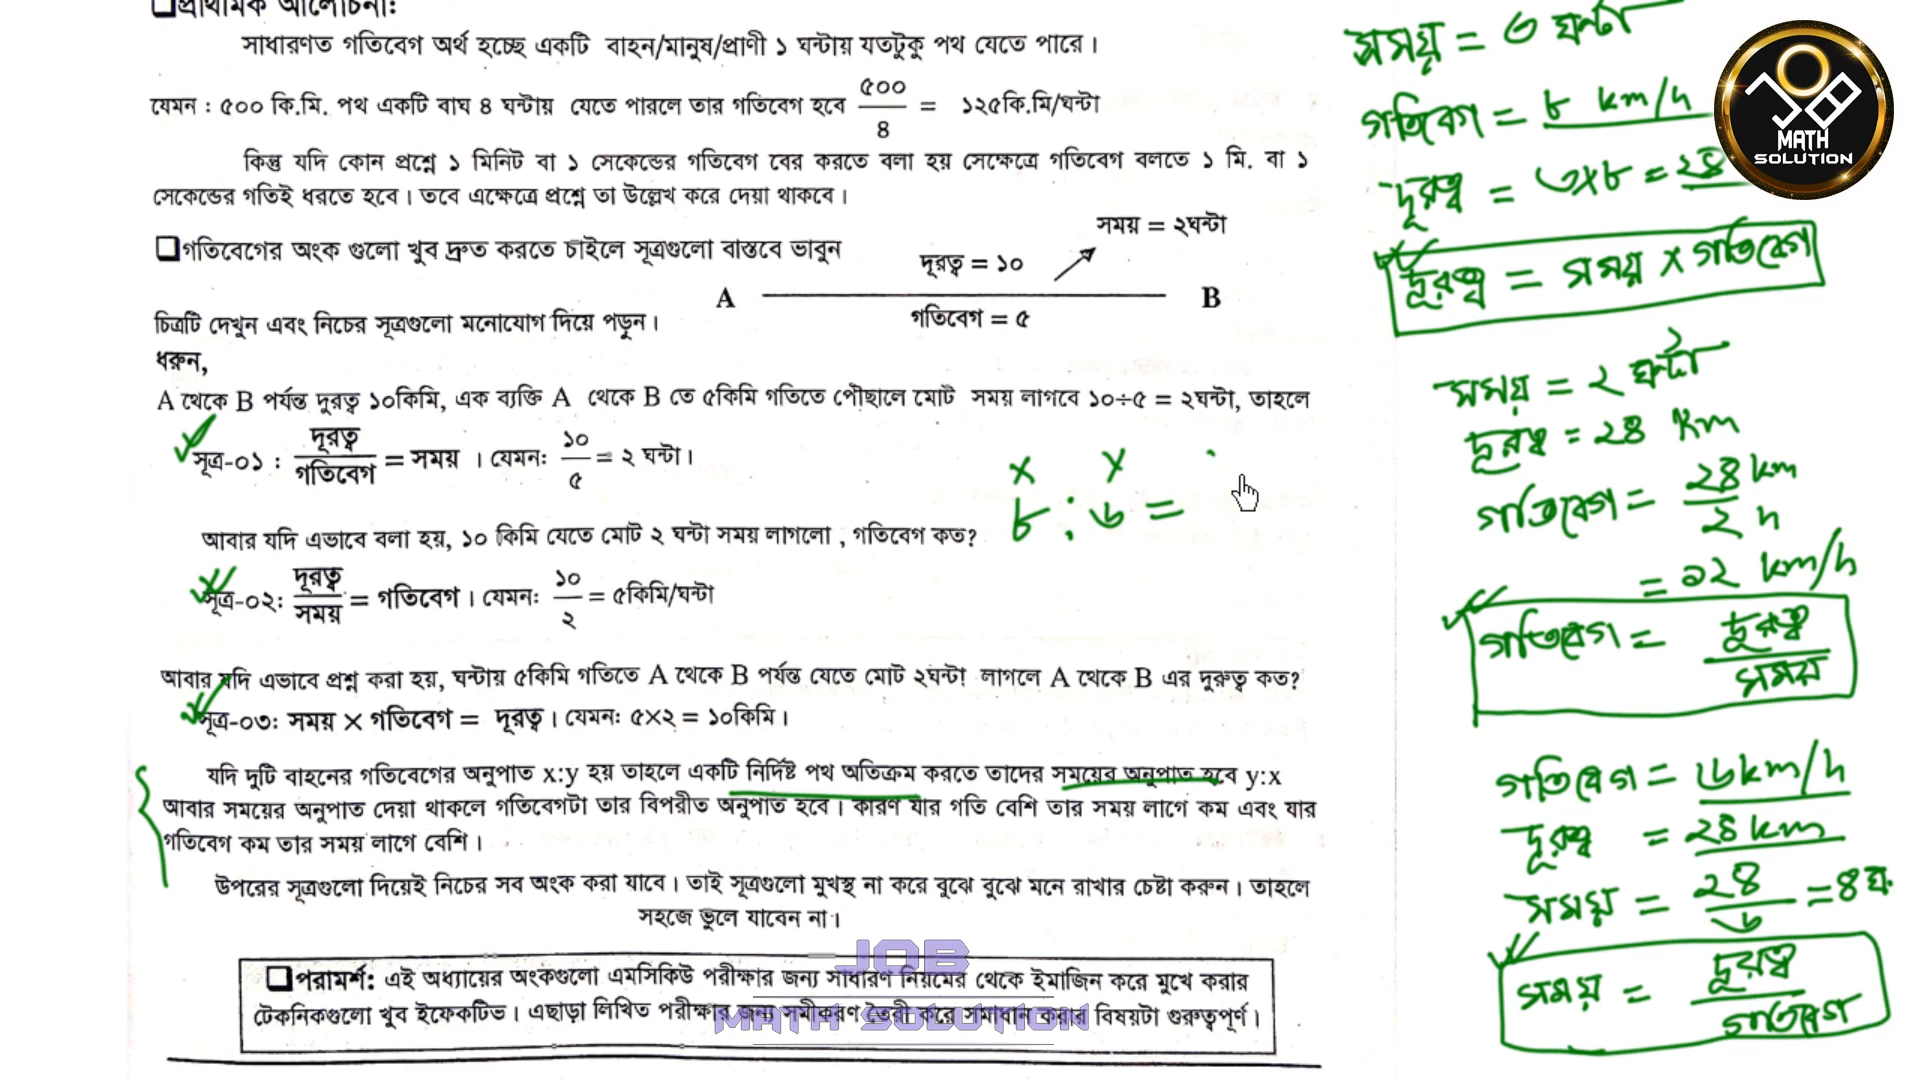 ❑প্রাথমিক আলোচনা:
সাধারণত গতিবেগ অর্থ হচ্ছে একটি বাহন/মানুষ/প্রাণী ১ ঘন্টায় যতটুকু পথ যেতে পারে।
যেমন : ৫০০ কি.মি. পথ একটি বাঘ ৪ ঘন্টায় যেতে পারলে তার গতিবেগ হবে ৫০০/৪ = ১২৫কি.মি/ঘন্টা
কিন্তু যদি কোন প্রশ্নে ১ মিনিট বা ১ সেকেন্ডের গতিবেগ বের করতে বলা হয় সেক্ষেত্রে গতিবেগ বলতে ১ মি. বা ১
সেকেন্ডের গতিই ধরতে হবে। তবে এক্ষেত্রে প্রশ্নে তা উল্লেখ করে দেয়া থাকবে।
❑গতিবেগের অংক গুলো খুব দ্রুত করতে চাইলে সূত্রগুলো বাস্তবে ভাবুন
সময় = ২ঘন্টা
দূরত্ব = ১০
A B
গতিবেগ = ৫
চিত্রটি দেখুন এবং নিচের সূত্রগুলো মনোযোগ দিয়ে পড়ুন।
ধরুন,
A থেকে B পর্যন্ত দুরত্ব ১০কিমি, এক ব্যক্তি A থেকে B তে ৫কিমি গতিতে পৌছালে মোট সময় লাগবে ১০÷৫ = ২ঘন্টা, তাহলে
সূত্র-০১ : দূরত্ব/গতিবেগ = সময় । যেমন: ১০/৫ = ২ ঘন্টা।
x y
৮ : ৬ =
আবার যদি এভাবে বলা হয়, ১০ কিমি যেতে মোট ২ ঘন্টা সময় লাগলো , গতিবেগ কত?
সূত্র-০২: দূরত্ব/সময় = গতিবেগ । যেমন: ১০/২ = ৫কিমি/ঘন্টা
আবার যদি এভাবে প্রশ্ন করা হয়, ঘন্টায় ৫কিমি গতিতে A থেকে B পর্যন্ত যেতে মোট ২ঘন্টা লাগলে A থেকে B এর দুরুত্ব কত?
সূত্র-০৩: সময় × গতিবেগ = দূরত্ব। যেমন: ৫×২ = ১০কিমি।
যদি দুটি বাহনের গতিবেগের অনুপাত x:y হয় তাহলে একটি নির্দিষ্ট পথ অতিক্রম করতে তাদের সময়ের অনুপাত হবে y:x
আবার সময়ের অনুপাত দেয়া থাকলে গতিবেগটা তার বিপরীত অনুপাত হবে। কারণ যার গতি বেশি তার সময় লাগে কম এবং যার
গতিবেগ কম তার সময় লাগে বেশি।
উপরের সূত্রগুলো দিয়েই নিচের সব অংক করা যাবে। তাই সূত্রগুলো মুখস্থ না করে বুঝে বুঝে মনে রাখার চেষ্টা করুন। তাহলে
সহজে ভুলে যাবেন না।
❑পরামর্শ: এই অধ্যায়ের অংকগুলো এমসিকিউ পরীক্ষার জন্য সাধারণ নিয়মের থেকে ইমাজিন করে মুখে করার
টেকনিকগুলো খুব ইফেকটিভ। এছাড়া লিখিত পরীক্ষার জন্য সমীকরণ তৈরী করে সমাধান করার বিষয়টা গুরুত্বপূর্ণ।
JOB
MATH SOLUTION
সময় = ৩ ঘন্টা
গতিবেগ = ৮ km/h
দূরত্ব = ৩×৮ = ২৪
দূরত্ব = সময় × গতিবেগ
সময় = ২ ঘন্টা
দূরত্ব = ২৪ km
গতিবেগ = ২৪ km/২ h
= ১২ km/h
গতিবেগ = দূরত্ব/সময়
গতিবেগ = ৬ km/h
দূরত্ব = ২৪ km
সময় = ২৪/৬ = ৪ ঘ.
সময় = দূরত্ব/গতিবেগ
MATH
SOLUTION